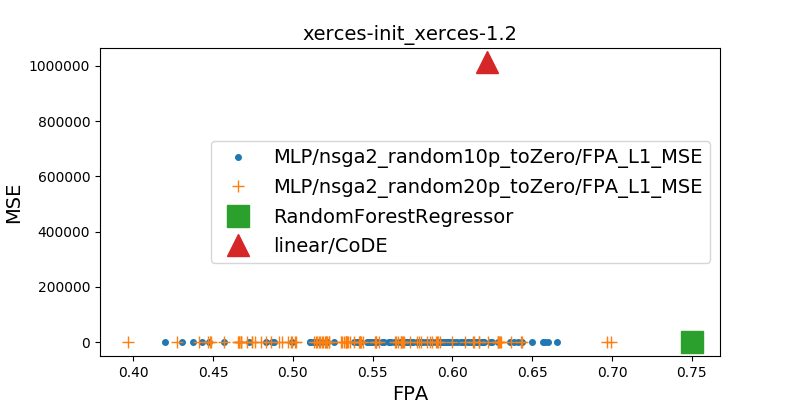 xerces-init_xerces-1.2
MSE
1000000
800000
600000
400000
200000
0
MLP/nsga2_random10p_toZero/FPA_L1_MSE
MLP/nsga2_random20p_toZero/FPA_L1_MSE
RandomForestRegressor
linear/CoDE
0.40 0.45 0.50 0.55 0.60 0.65 0.70 0.75
FPA